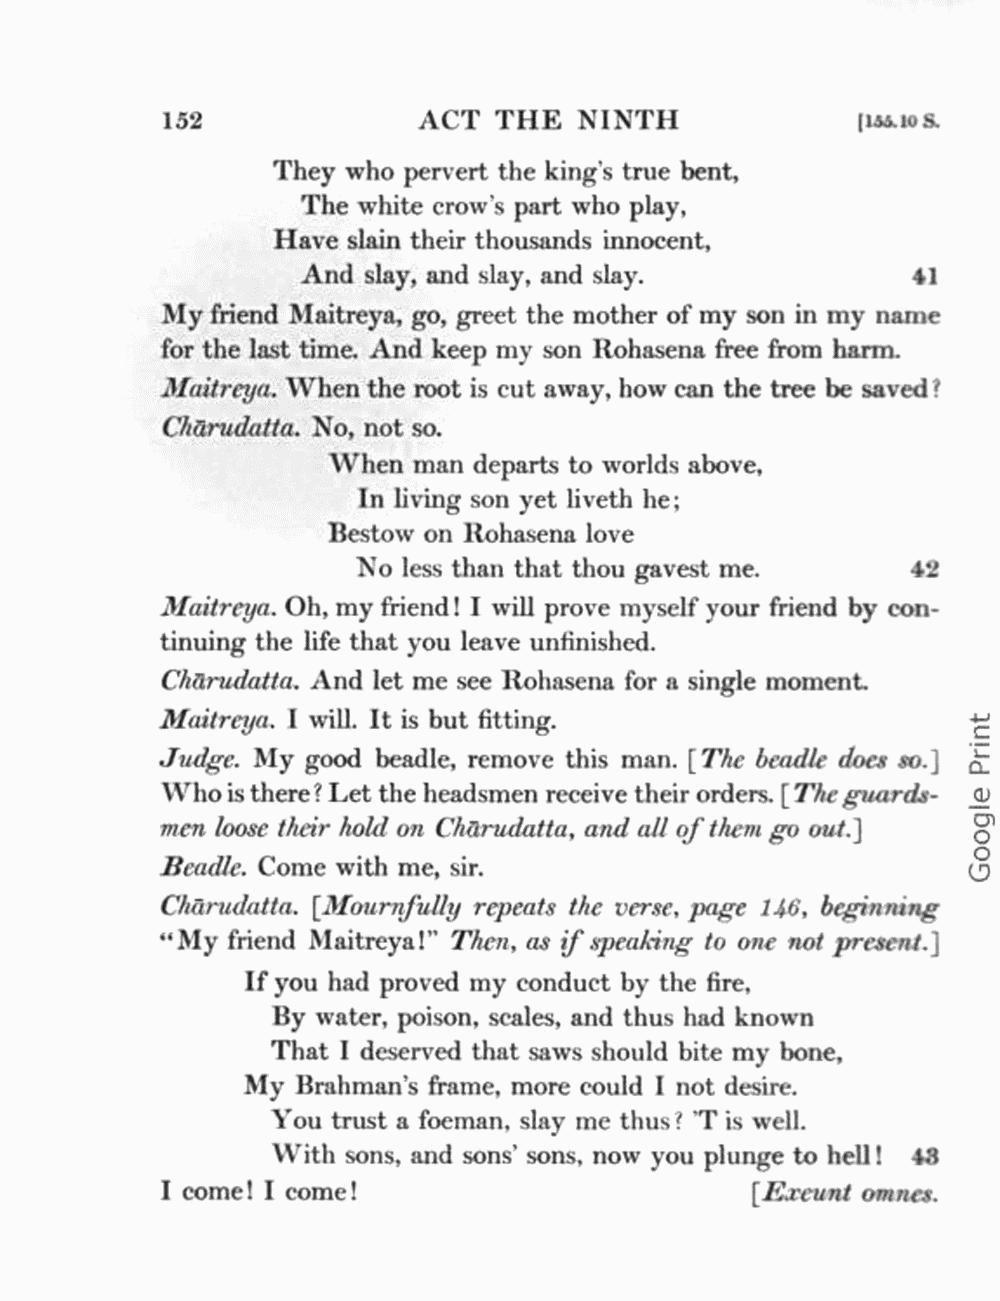 152 ACT THE NINTH [155.10 S.
They who pervert the king's true bent,
The white crow's part who play,
Have slain their thousands innocent,
And slay, and slay, and slay. 41
My friend Maitreya, go, greet the mother of my son in my name
for the last time. And keep my son Rohasena free from harm.
Maitreya. When the root is cut away, how can the tree be saved?
Chārudatta. No, not so.
When man departs to worlds above,
In living son yet liveth he;
Bestow on Rohasena love
No less than that thou gavest me. 42
Maitreya. Oh, my friend! I will prove myself your friend by con-
tinuing the life that you leave unfinished.
Chārudatta. And let me see Rohasena for a single moment.
Maitreya. I will. It is but fitting.
Judge. My good beadle, remove this man. [The beadle does so.]
Who is there? Let the headsmen receive their orders. [The guards-
men loose their hold on Chārudatta, and all of them go out.]
Beadle. Come with me, sir.
Chārudatta. [Mournfully repeats the verse, page 146, beginning
"My friend Maitreya!" Then, as if speaking to one not present.]
If you had proved my conduct by the fire,
By water, poison, scales, and thus had known
That I deserved that saws should bite my bone,
My Brahman's frame, more could I not desire.
You trust a foeman, slay me thus? 'T is well.
With sons, and sons' sons, now you plunge to hell! 43
I come! I come! [Exeunt omnes.
Google Print